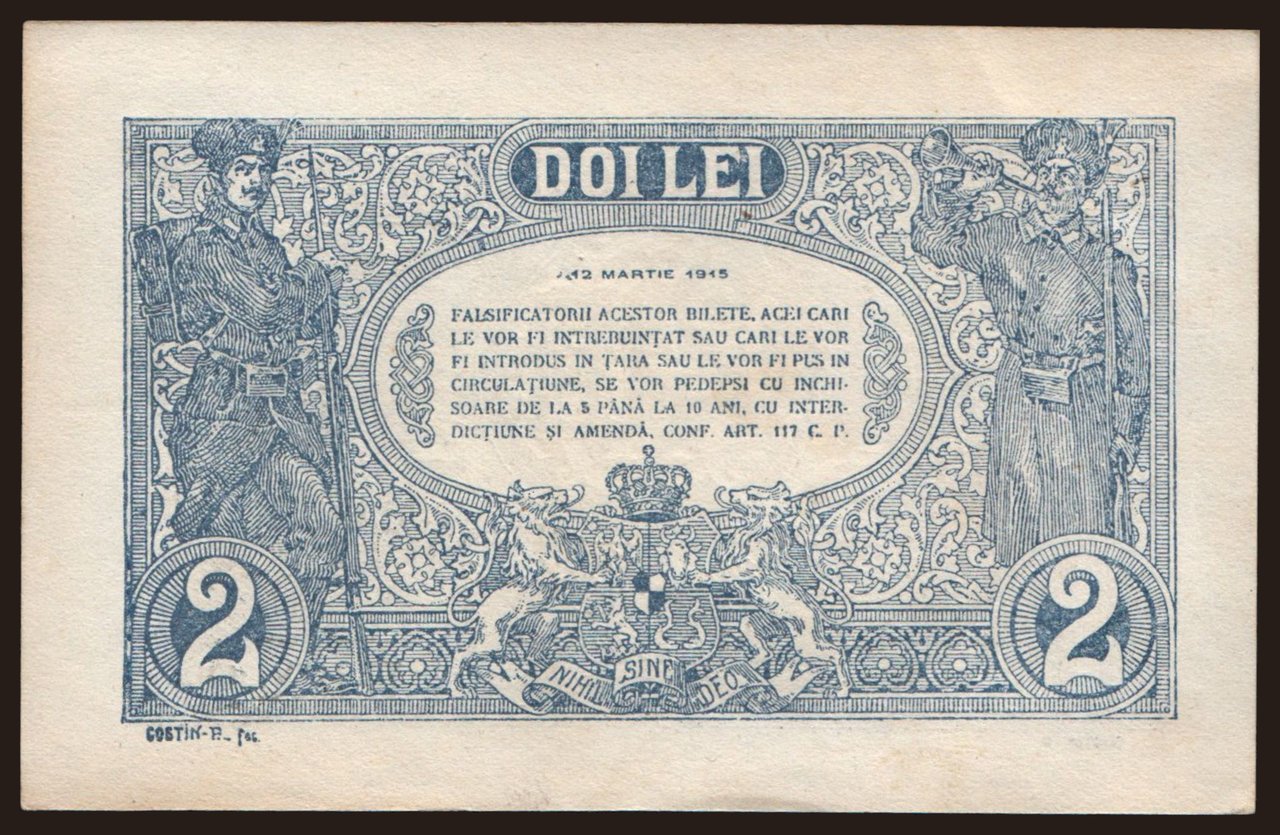 DOI LEI
12 MARTIE 1915
FALSIFICATORII ACESTOR BILETE, ACEI CARI
LE VOR FI INTREBUINȚAT SAU CARI LE VOR
FI INTRODUS IN ȚARA SAU LE VOR FI PUS IN
CIRCULAȚIUNE, SE VOR PEDEPSI CU INCHI-
SOARE DE LA 5 PÂNĂ LA 10 ANI, CU INTER-
DICȚIUNE ȘI AMENDĂ, CONF. ART. 117 C. P.
NIHIL SINE DEO
2 2
COSTIN-P. fec.